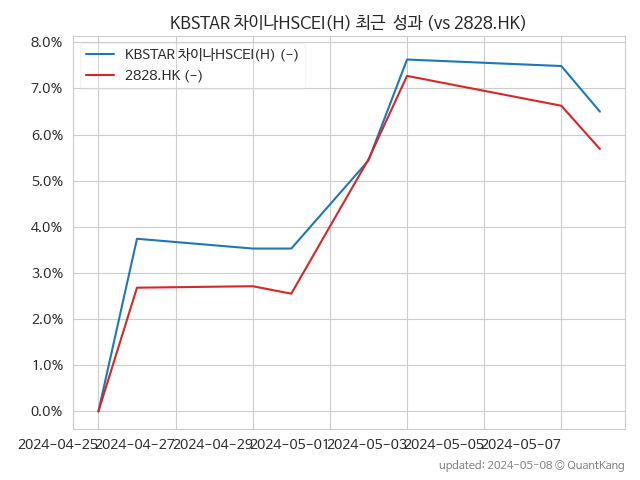 KBSTAR 차이나HSCEI(H) 최근 성과 (vs 2828.HK)
8.0%
KBSTAR 차이나HSCEI(H) (-)
2828.HK (-)
7.0%
6.0%
5.0%
4.0%
3.0%
2.0%
1.0%
0.0%
2024-04-25 2024-04-27 2024-04-29 2024-05-01 2024-05-03 2024-05-05 2024-05-07
updated: 2024-05-08 © QuantKang